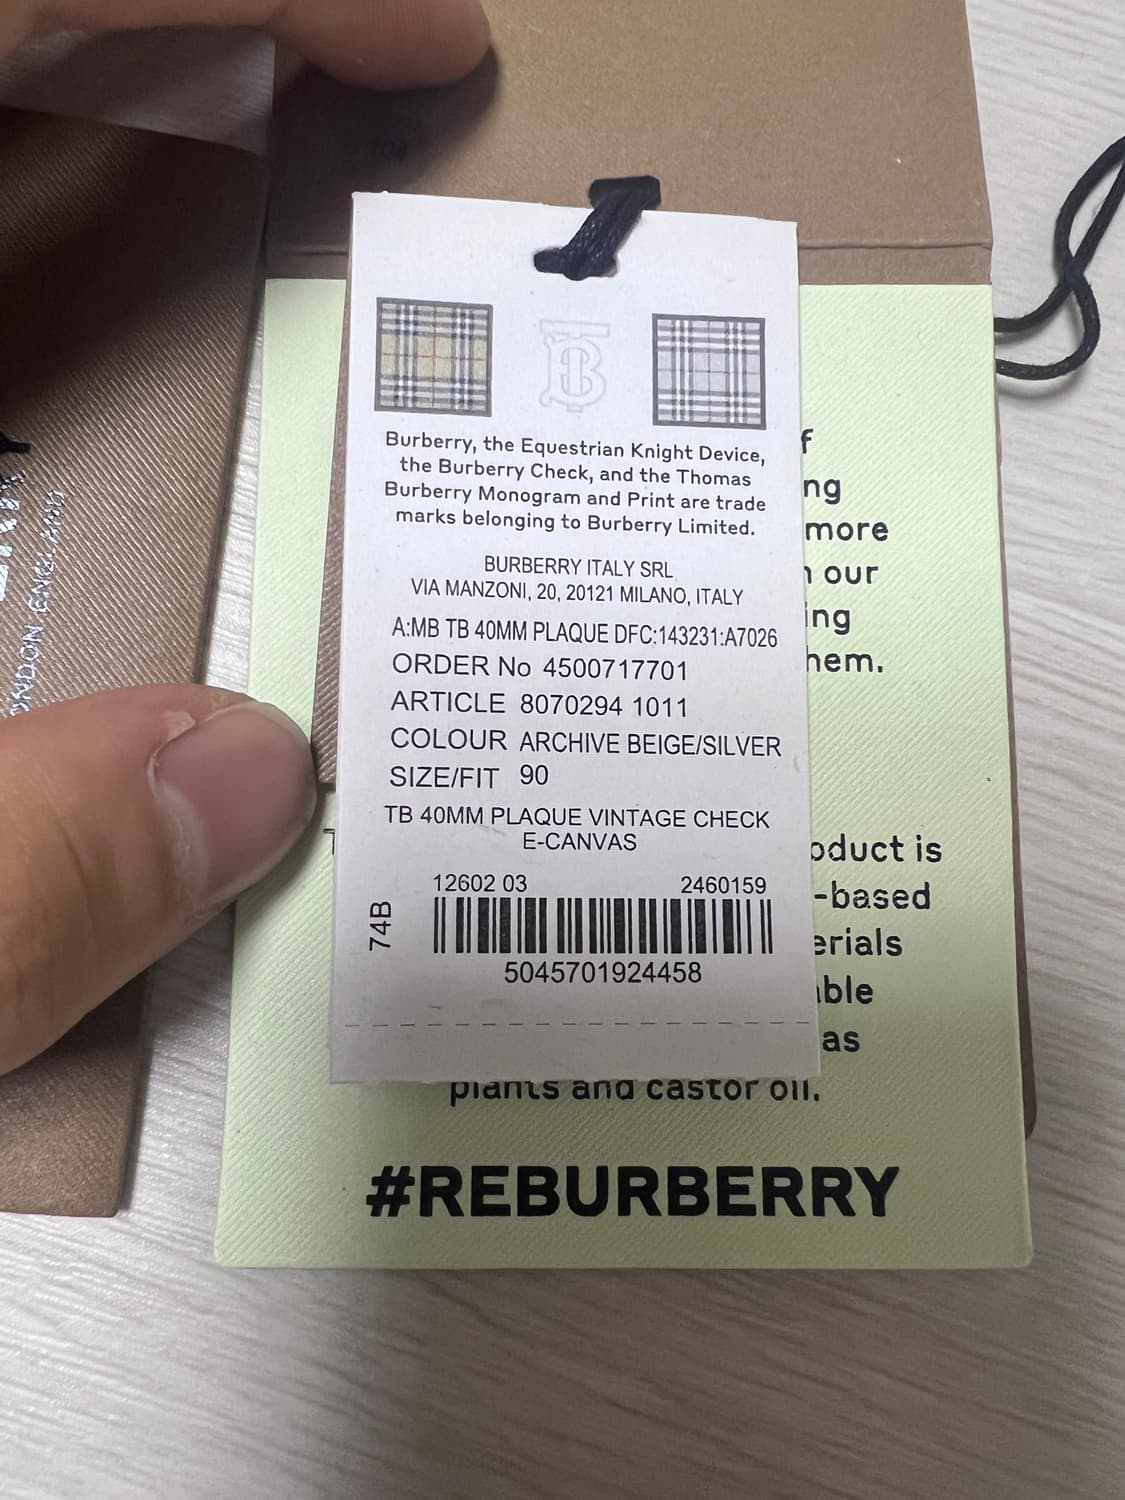 LONDON ENGLAND
Burberry, the Equestrian Knight Device,
the Burberry Check, and the Thomas
Burberry Monogram and Print are trade
marks belonging to Burberry Limited.
BURBERRY ITALY SRL
VIA MANZONI, 20, 20121 MILANO, ITALY
A:MB TB 40MM PLAQUE DFC:143231:A7026
ORDER No 4500717701
ARTICLE 8070294 1011
COLOUR ARCHIVE BEIGE/SILVER
SIZE/FIT 90
TB 40MM PLAQUE VINTAGE CHECK
E-CANVAS
12602 03 2460159
74B
5045701924458
more
our
hem.
oduct is
-based
erials
able
as
plants and castor oil.
#REBURBERRY